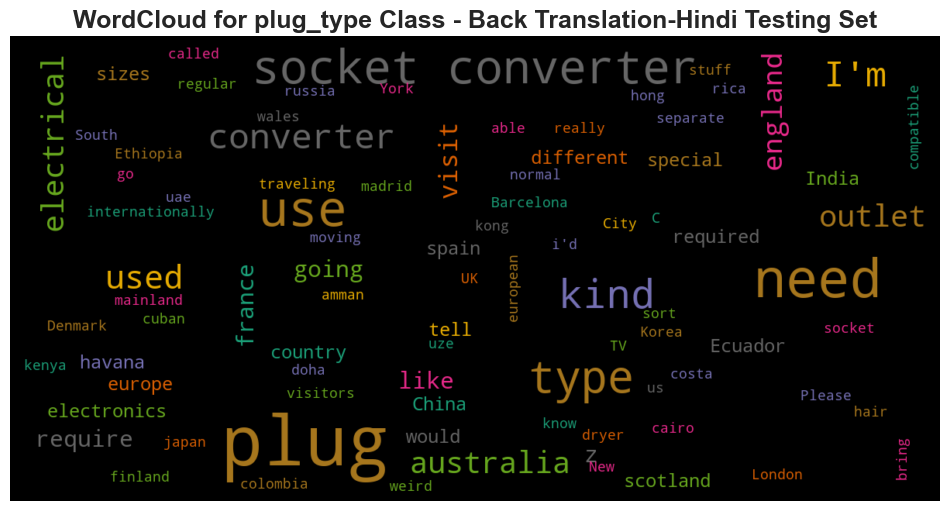 WordCloud for plug_type Class - Back Translation-Hindi Testing Set
called
sizes
regular
electrical
socket converter
russia
York
stuff
hong
rica
I'm
england
compatible
South
wales
converter
Ethiopia
go
uae
internationally
traveling
madrid
use
moving
visit
able
really
separate
different
normal
special
Barcelona
kong
City
C
i'd
required
India
outlet
spain
used
mainland
cuban
Denmark
france
going
amman
UK
european
kind
need
sort
tell
uze
Korea
TV
socket
Ecuador
kenya
havana
europe
country
doha
visitors
like
China
type
us
costa
Please
hair
electronics
require
japan
finland
plug
colombia
would
australia
weird
know
dryer
z
New
cairo
scotland
London
bring